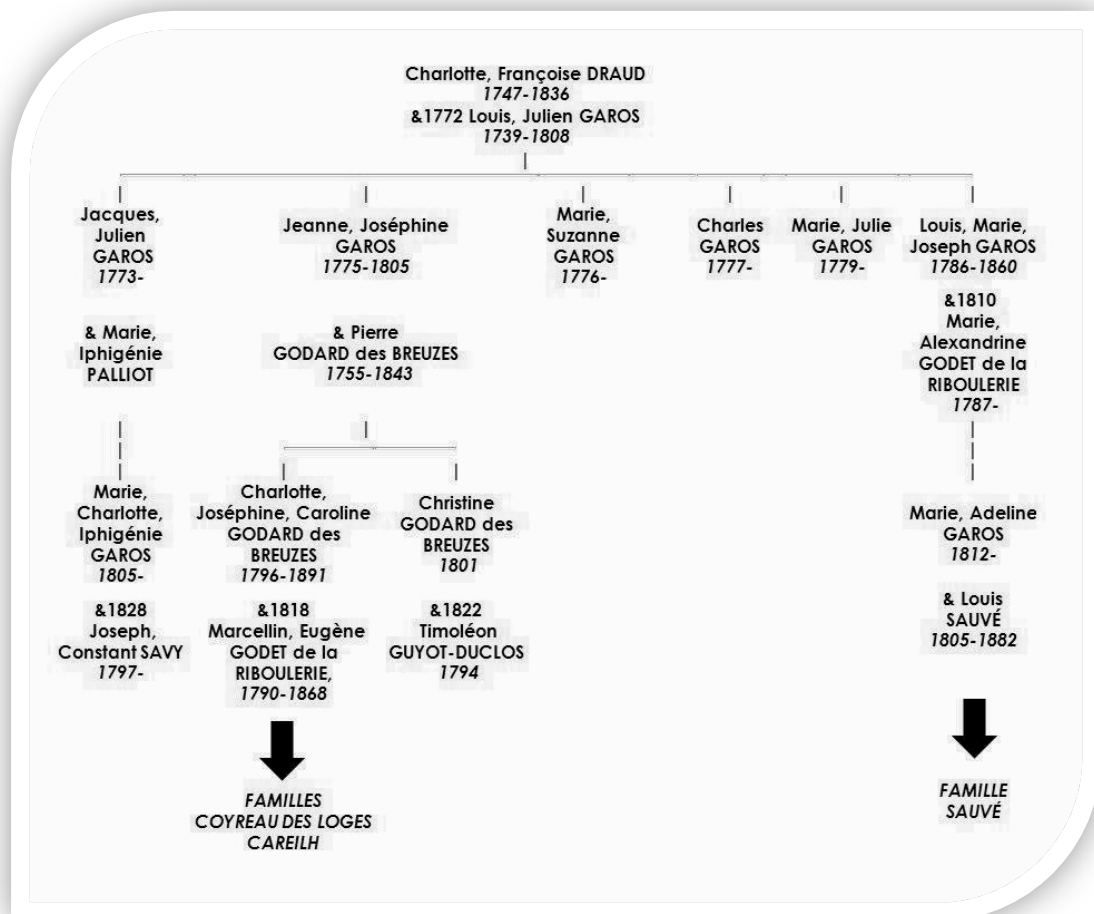 Charlotte, Françoise DRAUD
1747-1836
&1772 Louis, Julien GAROS
1739-1808
Jacques,
Julien
GAROS
1773-
Jeanne, Joséphine
GAROS
1775-1805
Marie,
Suzanne
GAROS
1776-
Charles
GAROS
1777-
Marie, Julie
GAROS
1779-
Louis, Marie,
Joseph GAROS
1786-1860
& Marie,
Iphigénie
PALLIOT
& Pierre
GODARD des BREUZES
1755-1843
&1810
Marie,
Alexandrine
GODET de la
RIBOULERIE
1787-
Marie,
Charlotte,
Iphigénie
GAROS
1805-
Charlotte,
Joséphine, Caroline
GODARD des
BREUZES
1796-1891
Christine
GODARD des
BREUZES
1801
Marie, Adeline
GAROS
1812-
&1828
Joseph,
Constant SAVY
1797-
&1818
Marcellin, Eugène
GODET de la
RIBOULERIE,
1790-1868
&1822
Timoléon
GUYOT-DUCLOS
1794
& Louis
SAUVÉ
1805-1882
FAMILLES
COYREAU DES LOGES
CAREILH
FAMILLE
SAUVÉ